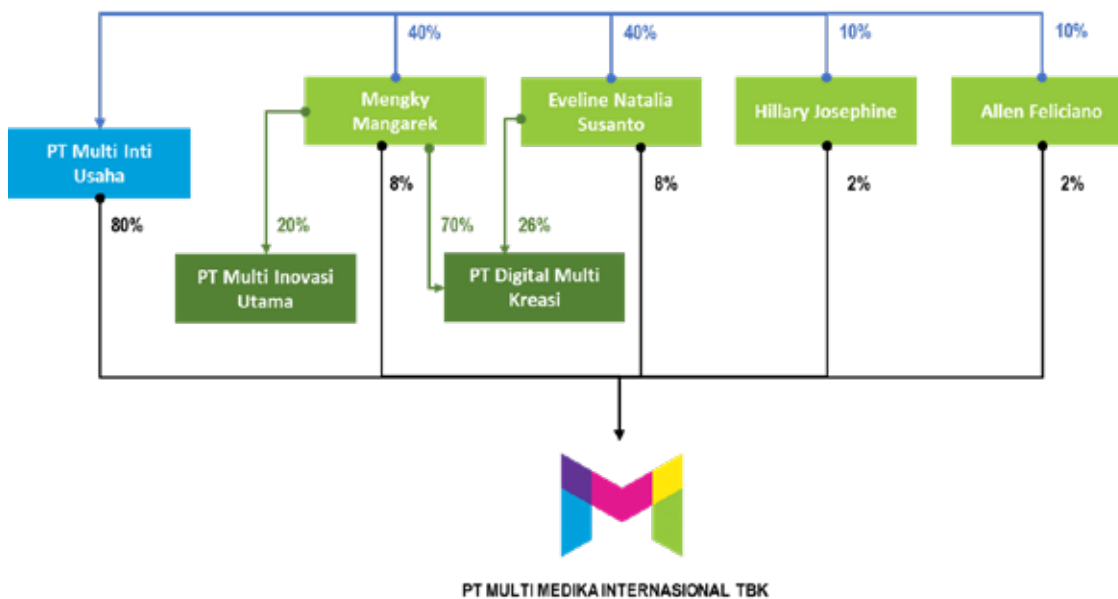 40%
40%
10%
10%
Mengky
Mangarek
Eveline Natalia
Susanto
Hillary Josephine
Allen Feliciano
PT Multi Inti
Usaha
80%
20%
8%
70%
26%
8%
2%
2%
PT Multi Inovasi
Utama
PT Digital Multi
Kreasi
PT MULTI MEDIKA INTERNASIONAL TBK